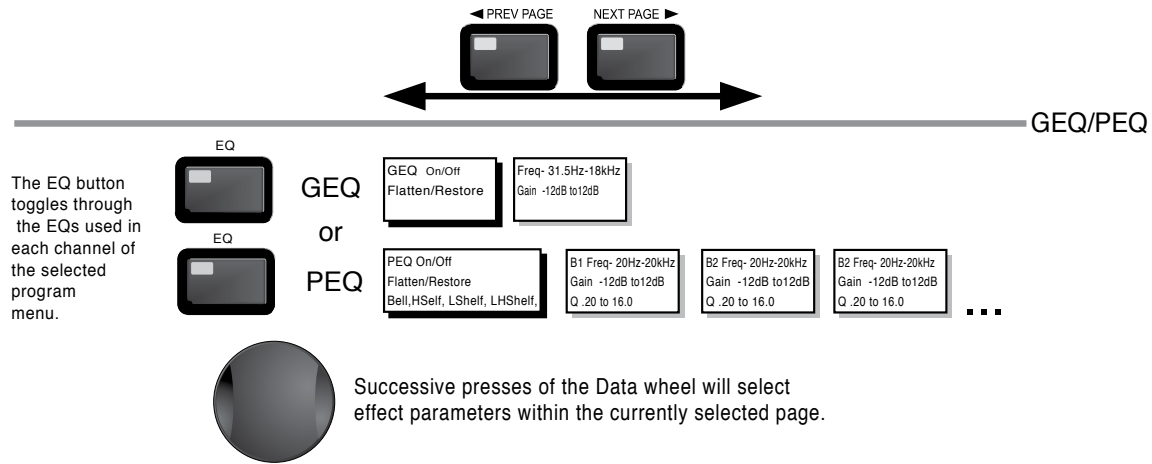 ◄ PREV PAGE NEXT PAGE ►
GEQ/PEQ
The EQ button
toggles through
the EQs used in
each channel of
the selected
program
menu.
EQ
GEQ
GEQ On/Off
Flatten/Restore
Freq- 31.5Hz-18kHz
Gain -12dB to12dB
or
EQ
PEQ
PEQ On/Off
Flatten/Restore
Bell,HSelf, LShelf, LHShelf,
B1 Freq- 20Hz-20kHz
Gain -12dB to12dB
Q .20 to 16.0
B2 Freq- 20Hz-20kHz
Gain -12dB to12dB
Q .20 to 16.0
B2 Freq- 20Hz-20kHz
Gain -12dB to12dB
Q .20 to 16.0
...
Successive presses of the Data wheel will select
effect parameters within the currently selected page.